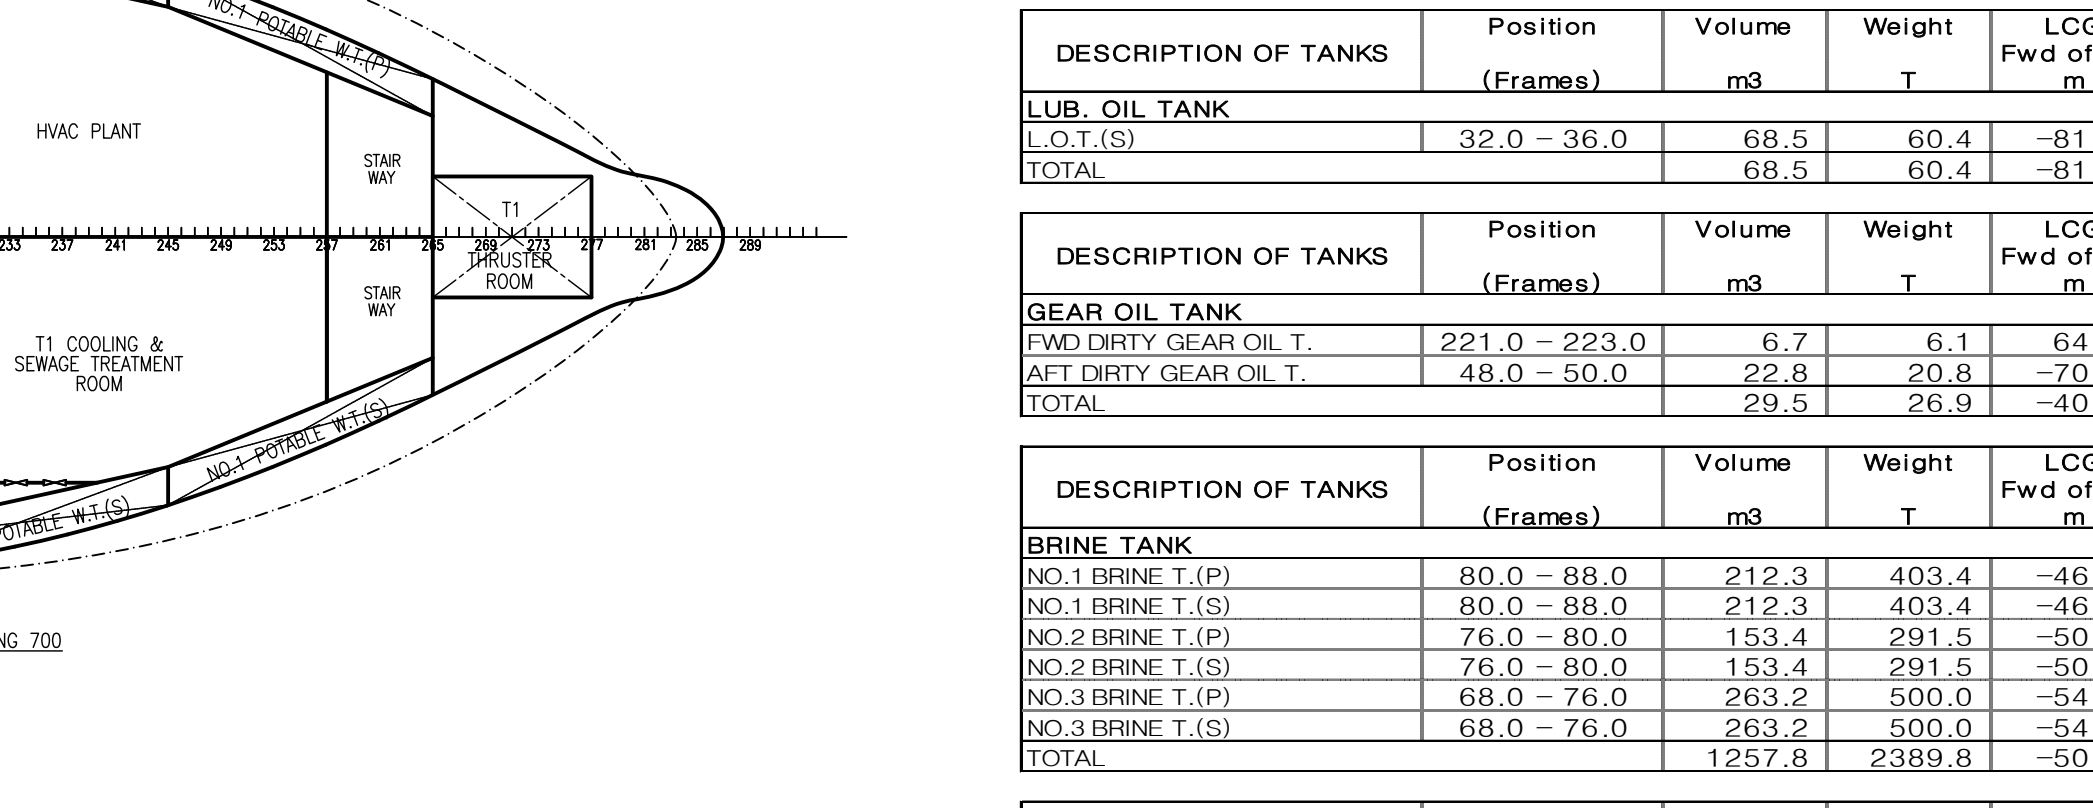 NO.1 POTABLE W.T.(P)
HVAC PLANT
STAIR
WAY
T1
233 237 241 245 249 253 257 261 265 269 273 277 281 285 289
THRUSTER
ROOM
STAIR
WAY
T1 COOLING &
SEWAGE TREATMENT
ROOM
NO.1 POTABLE W.T.(S)
POTABLE W.T.(S)
NG 700
DESCRIPTION OF TANKS Position Volume Weight LCG
Fwd of
(Frames) m3 T m
LUB. OIL TANK
L.O.T.(S) 32.0 – 36.0 68.5 60.4 –81
TOTAL 68.5 60.4 –81
DESCRIPTION OF TANKS Position Volume Weight LCG
Fwd of
(Frames) m3 T m
GEAR OIL TANK
FWD DIRTY GEAR OIL T. 221.0 – 223.0 6.7 6.1 64
AFT DIRTY GEAR OIL T. 48.0 – 50.0 22.8 20.8 –70
TOTAL 29.5 26.9 –40
DESCRIPTION OF TANKS Position Volume Weight LCG
Fwd of
(Frames) m3 T m
BRINE TANK
NO.1 BRINE T.(P) 80.0 – 88.0 212.3 403.4 –46
NO.1 BRINE T.(S) 80.0 – 88.0 212.3 403.4 –46
NO.2 BRINE T.(P) 76.0 – 80.0 153.4 291.5 –50
NO.2 BRINE T.(S) 76.0 – 80.0 153.4 291.5 –50
NO.3 BRINE T.(P) 68.0 – 76.0 263.2 500.0 –54
NO.3 BRINE T.(S) 68.0 – 76.0 263.2 500.0 –54
TOTAL 1257.8 2389.8 –50